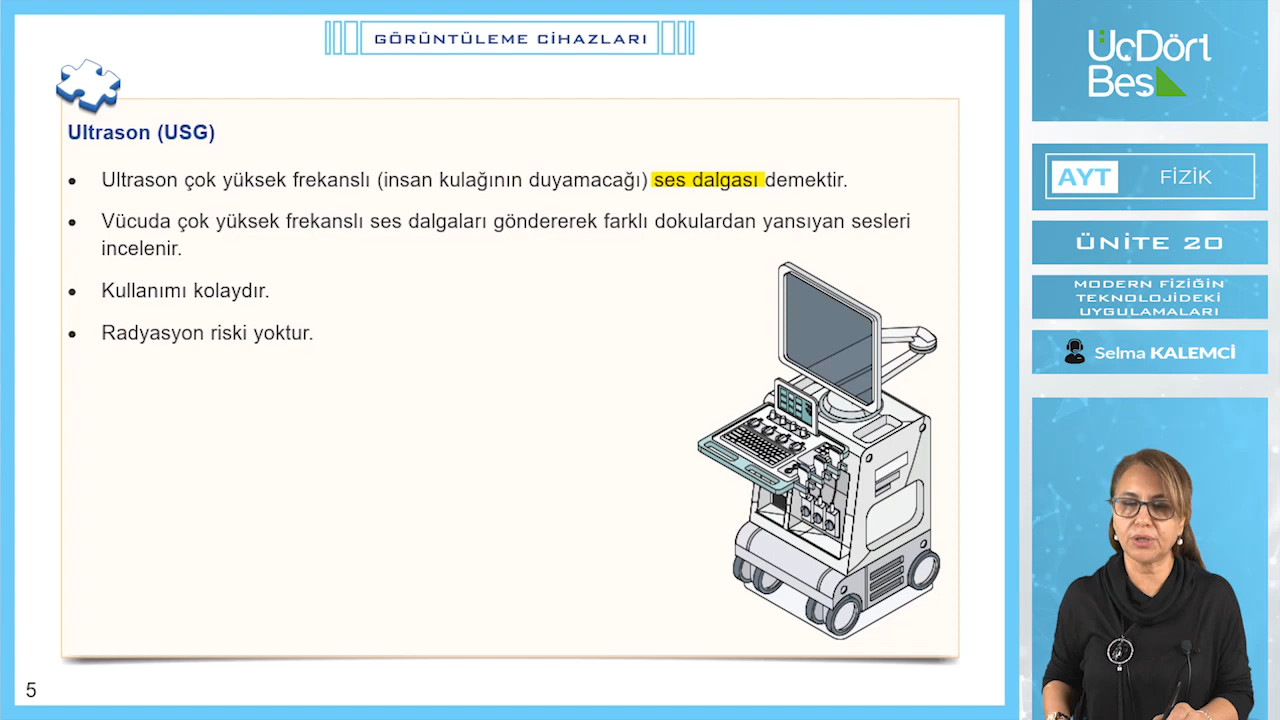 GÖRÜNTÜLEME CİHAZLARI
Ultrason (USG)
• Ultrason çok yüksek frekanslı (insan kulağının duyamacağı) ses dalgası demektir.
• Vücuda çok yüksek frekanslı ses dalgaları göndererek farklı dokulardan yansıyan sesleri
incelenir.
• Kullanımı kolaydır.
• Radyasyon riski yoktur.
5
ÜçDört
Beş
AYT FİZİK
ÜNİTE 20
MODERN FİZİĞİN
TEKNOLOJİDEKİ
UYGULAMALARI
Selma KALEMCİ